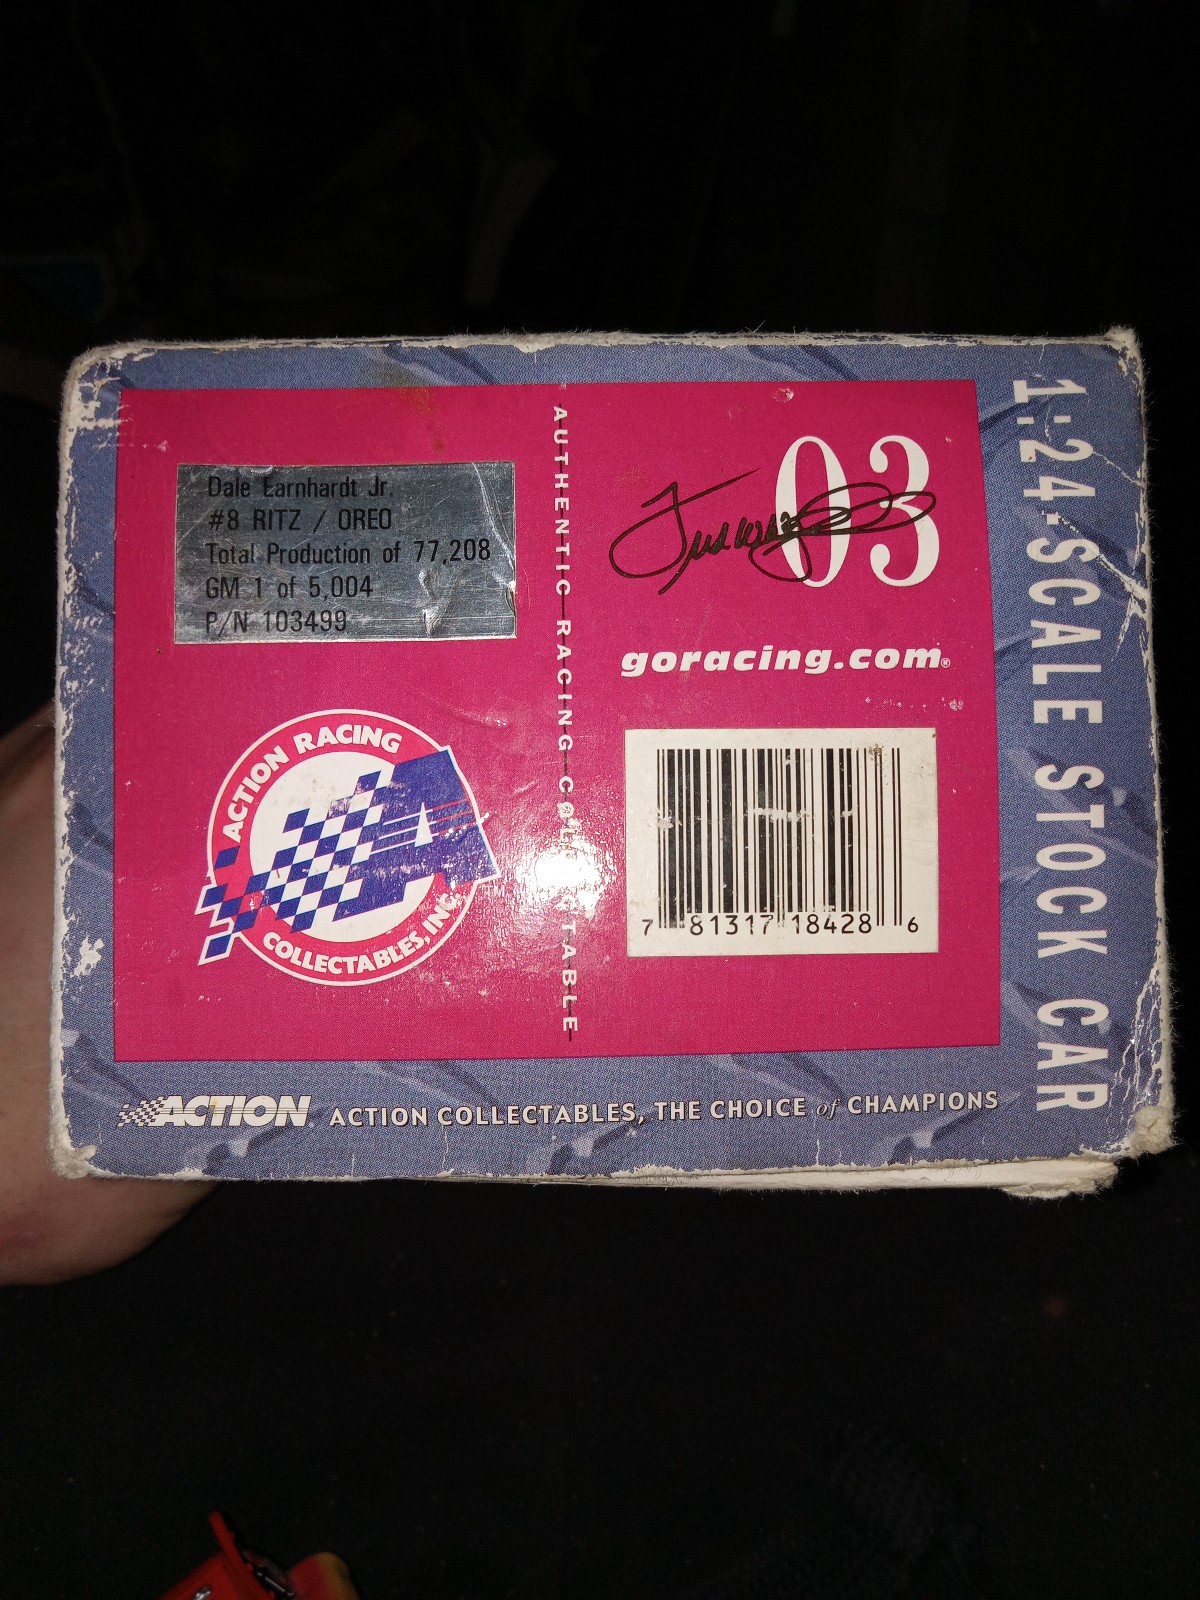 Dale Earnhardt Jr.
#8 RITZ / OREO
Total Production of 77,208
GM 1 of 5,004
P/N 103499
AUTHENTIC RACING COLLECTABLE
03
goracing.com®
ACTION RACING
COLLECTABLES, INC.
A
7 81317 18428 6
1:24-SCALE STOCK CAR
ACTION
ACTION COLLECTABLES, THE CHOICE of CHAMPIONS